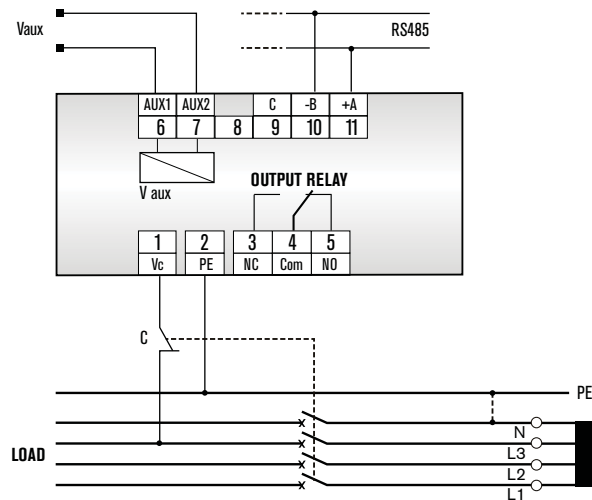 Vaux
RS485
AUX1 AUX2 C -B +A
6 7 8 9 10 11
V aux
OUTPUT RELAY
1 2 3 4 5
Vc PE NC Com NO
C
PE
N
LOAD
L3
L2
L1